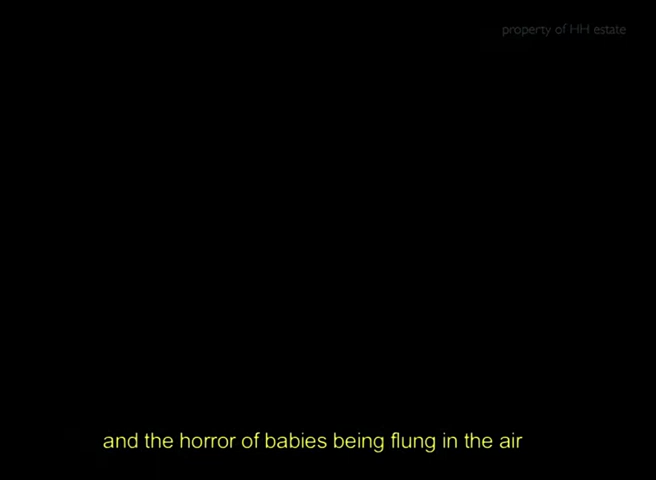 property of HH estate
and the horror of babies being flung in the air